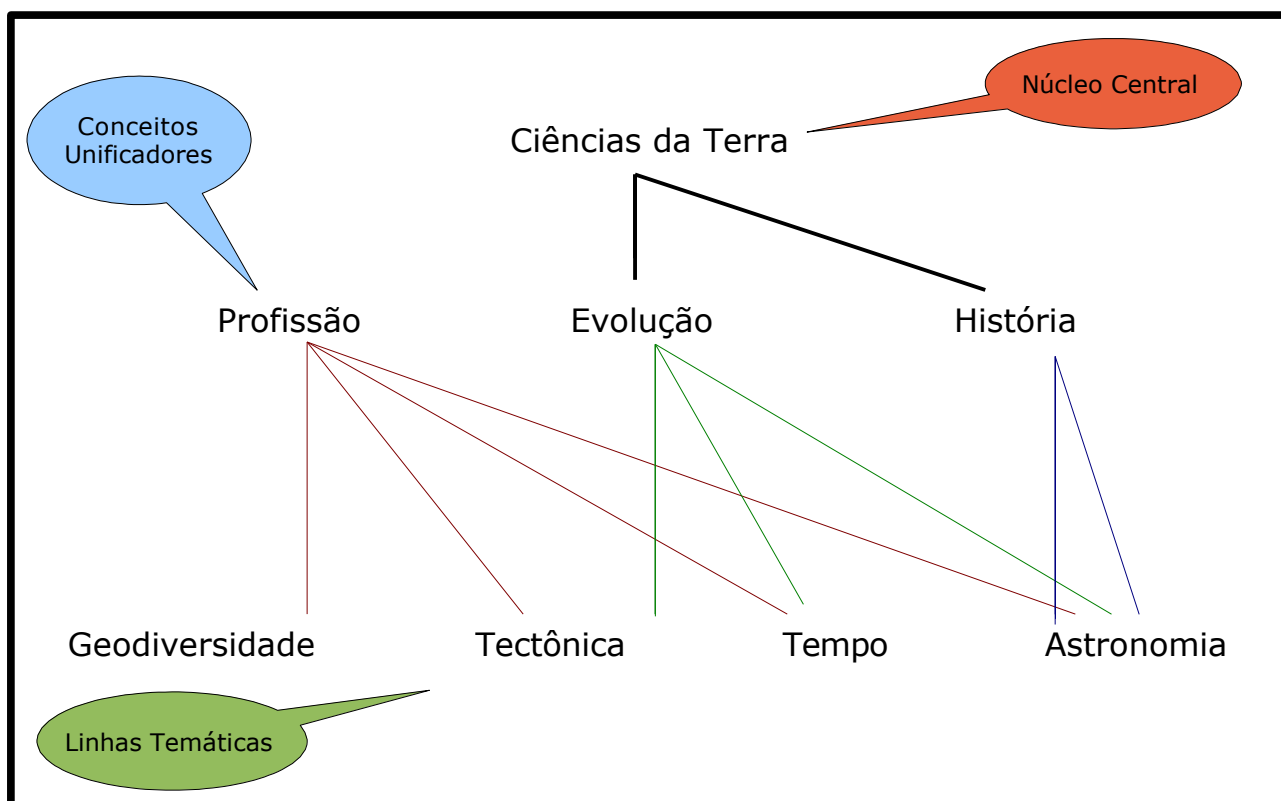 Núcleo Central
Conceitos
Unificadores
Ciências da Terra
Profissão
Evolução
História
Geodiversidade
Tectônica
Tempo
Astronomia
Linhas Temáticas